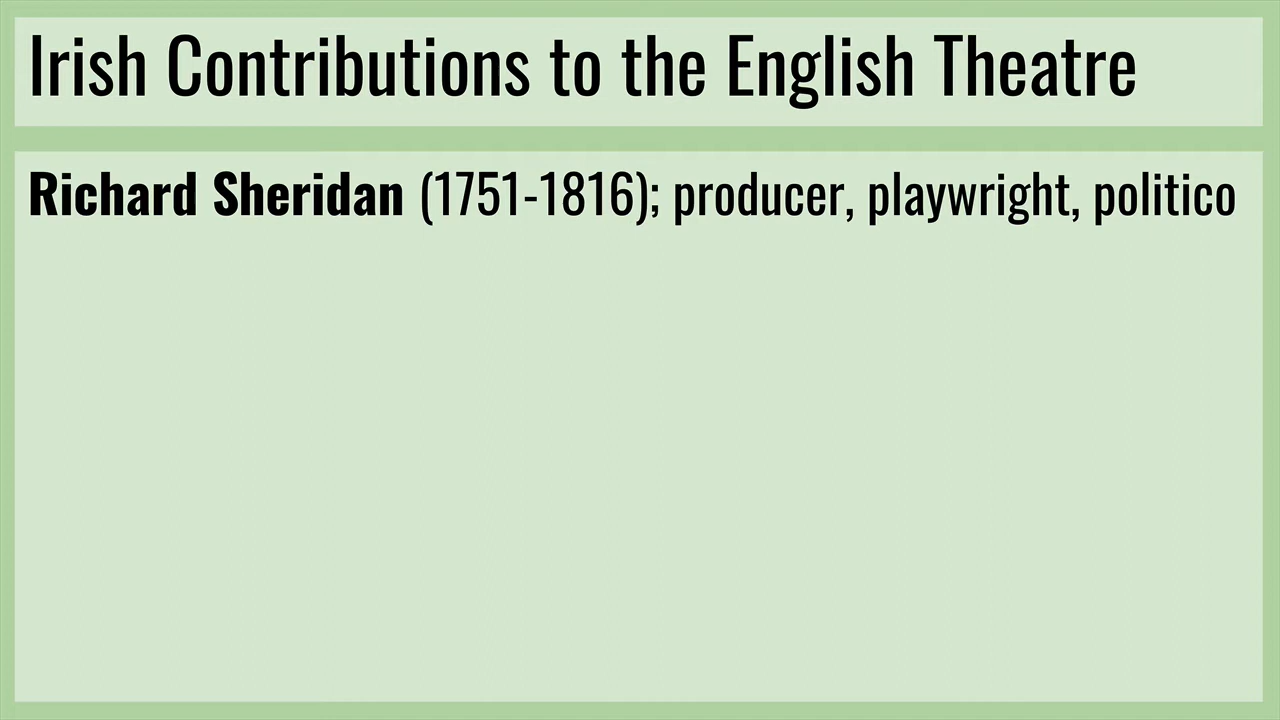 Irish Contributions to the English Theatre
Richard Sheridan (1751-1816); producer, playwright, politico